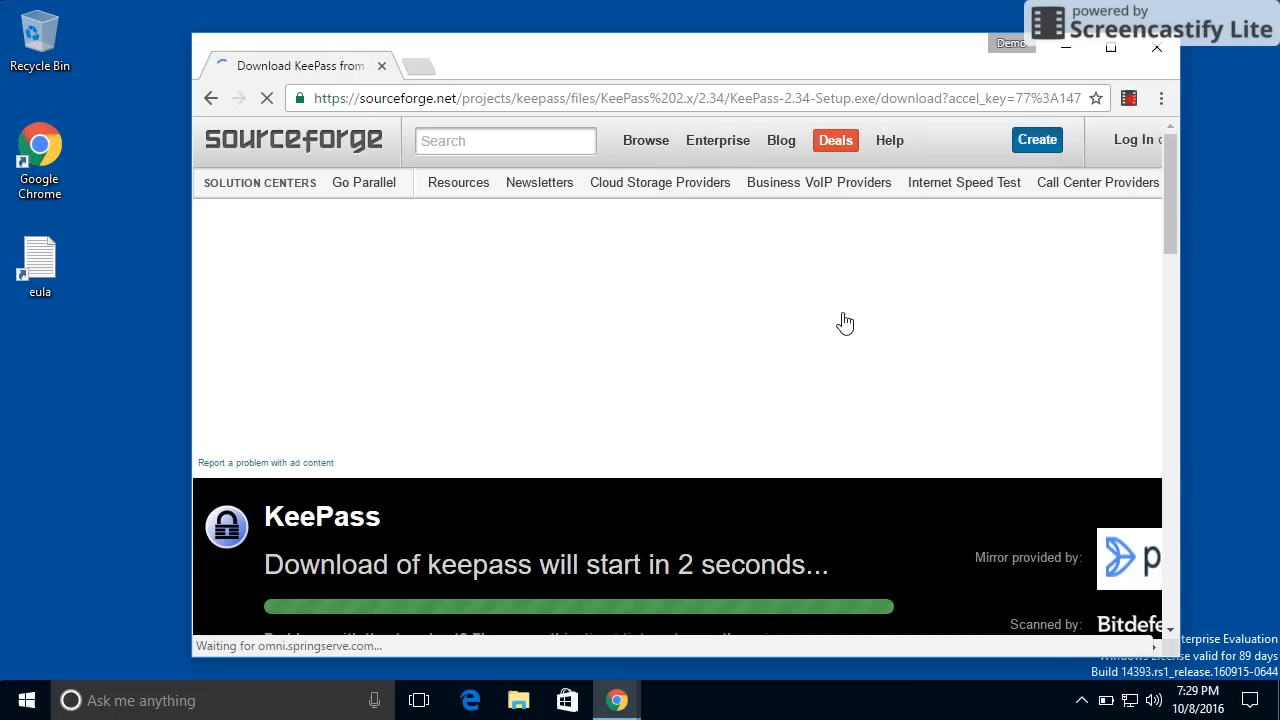 powered by
Screencastify Lite
Recycle Bin
Google
Chrome
eula
Demo
Download KeePass from
https://sourceforge.net/projects/keepass/files/KeePass%202.x/2.34/KeePass-2.34-Setup.exe/download?accel_key=77%3A147
sourceforge
Search
Browse
Enterprise
Blog
Deals
Help
Create
Log In
SOLUTION CENTERS
Go Parallel
Resources
Newsletters
Cloud Storage Providers
Business VoIP Providers
Internet Speed Test
Call Center Providers
Report a problem with ad content
KeePass
Download of keepass will start in 2 seconds...
Mirror provided by:
p
Scanned by:
Bitdefe
Waiting for omni.springserve.com...
terprise Evaluation
Windows License valid for 89 days
Build 14393.rs1_release.160915-0644
Ask me anything
7:29 PM
10/8/2016